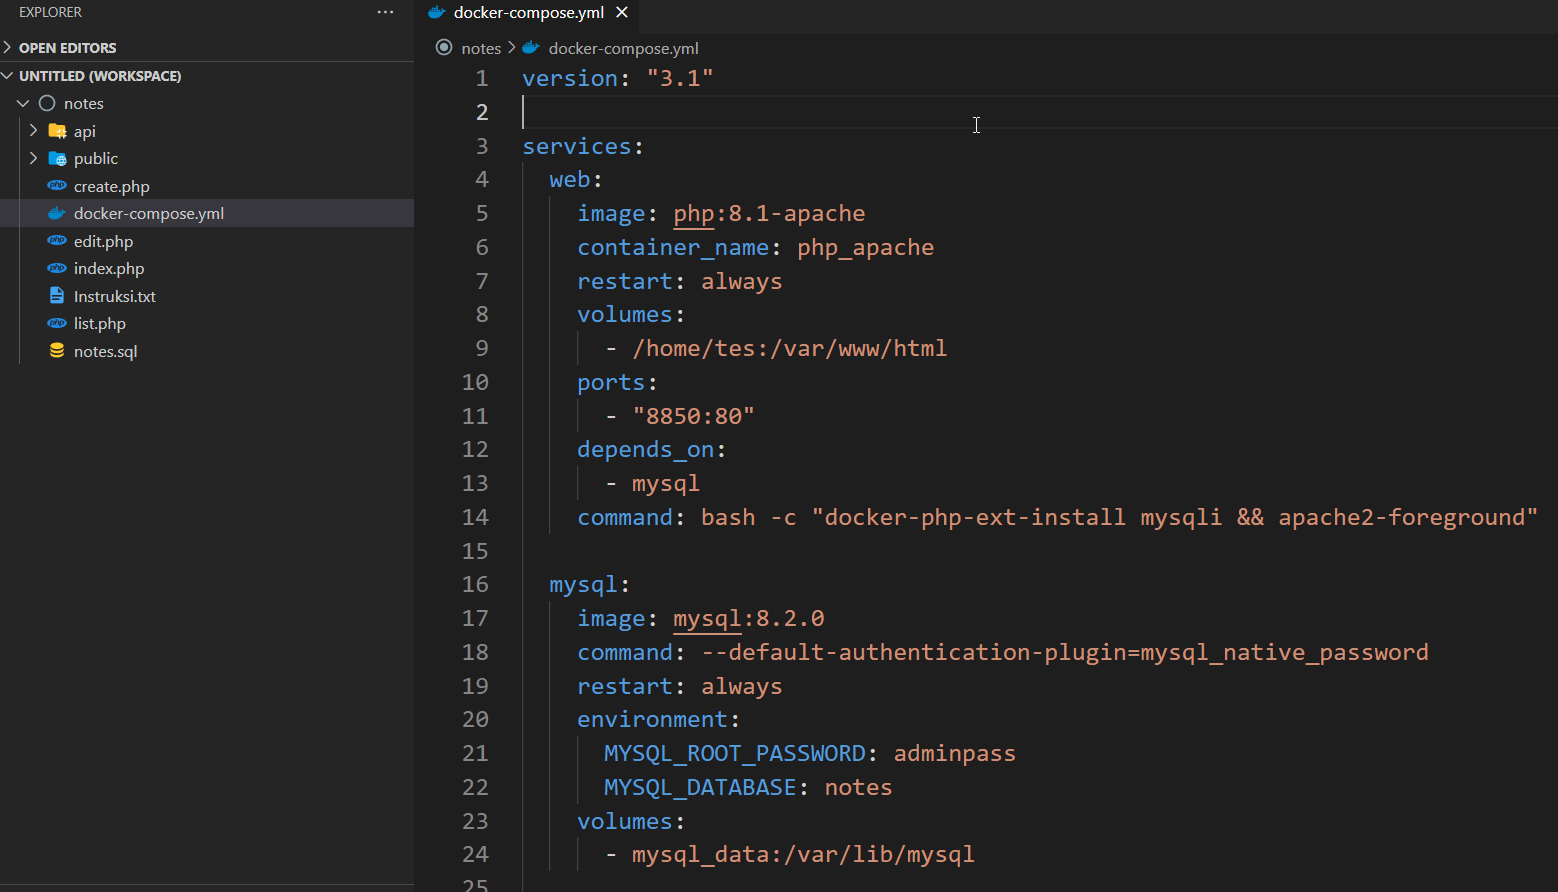 EXPLORER
OPEN EDITORS
UNTITLED (WORKSPACE)
notes
api
public
create.php
docker-compose.yml
edit.php
index.php
Instruksi.txt
list.php
notes.sql
docker-compose.yml
notes > docker-compose.yml
1 version: "3.1"
2
3 services:
4   web:
5     image: php:8.1-apache
6     container_name: php_apache
7     restart: always
8     volumes:
9       - /home/tes:/var/www/html
10     ports:
11       - "8850:80"
12     depends_on:
13       - mysql
14     command: bash -c "docker-php-ext-install mysqli && apache2-foreground"
15
16   mysql:
17     image: mysql:8.2.0
18     command: --default-authentication-plugin=mysql_native_password
19     restart: always
20     environment:
21       MYSQL_ROOT_PASSWORD: adminpass
22       MYSQL_DATABASE: notes
23     volumes:
24       - mysql_data:/var/lib/mysql
25